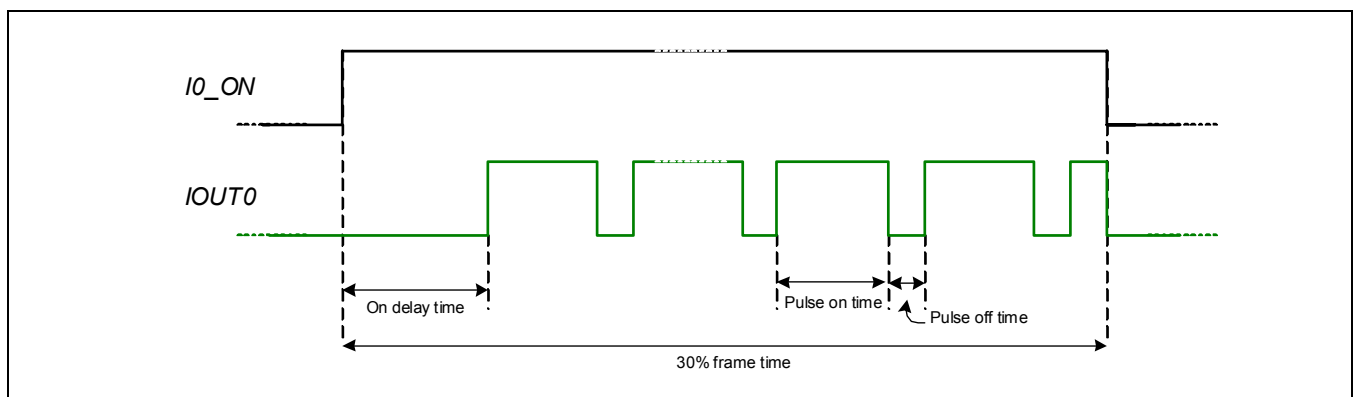 I0_ON
IOUT0
On delay time
Pulse on time
Pulse off time
30% frame time